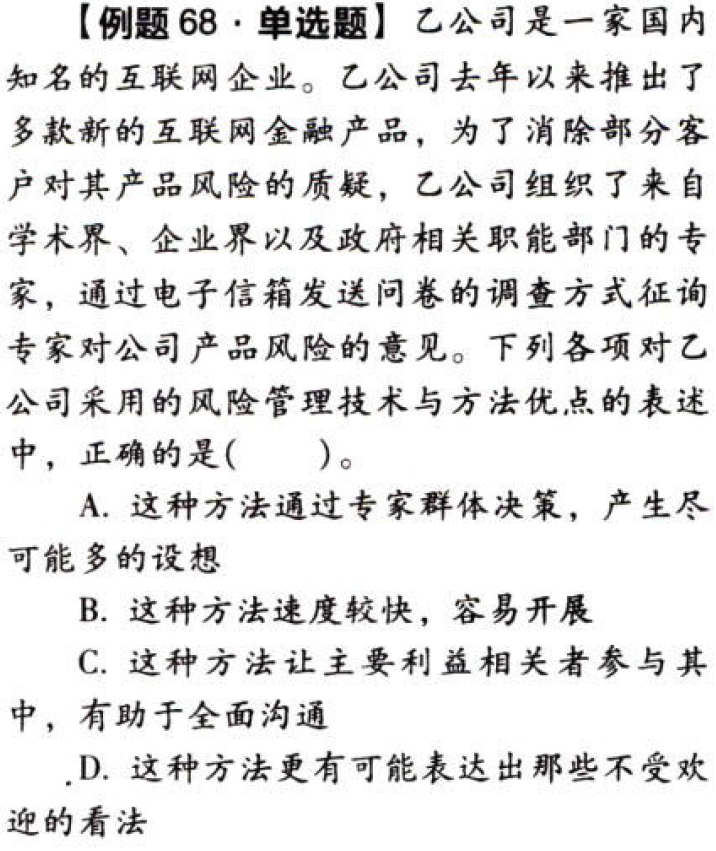 【例题 68·单选题】乙公司是一家国内
知名的互联网企业。乙公司去年以来推出了
多款新的互联网金融产品，为了消除部分客
户对其产品风险的质疑，乙公司组织了来自
学术界、企业界以及政府相关职能部门的专
家，通过电子信箱发送问卷的调查方式征询
专家对公司产品风险的意见。下列各项对乙
公司采用的风险管理技术与方法优点的表述
中，正确的是(　　)。
A. 这种方法通过专家群体决策，产生尽
可能多的设想
B. 这种方法速度较快，容易开展
C. 这种方法让主要利益相关者参与其
中，有助于全面沟通
D. 这种方法更有可能表达出那些不受欢
迎的看法